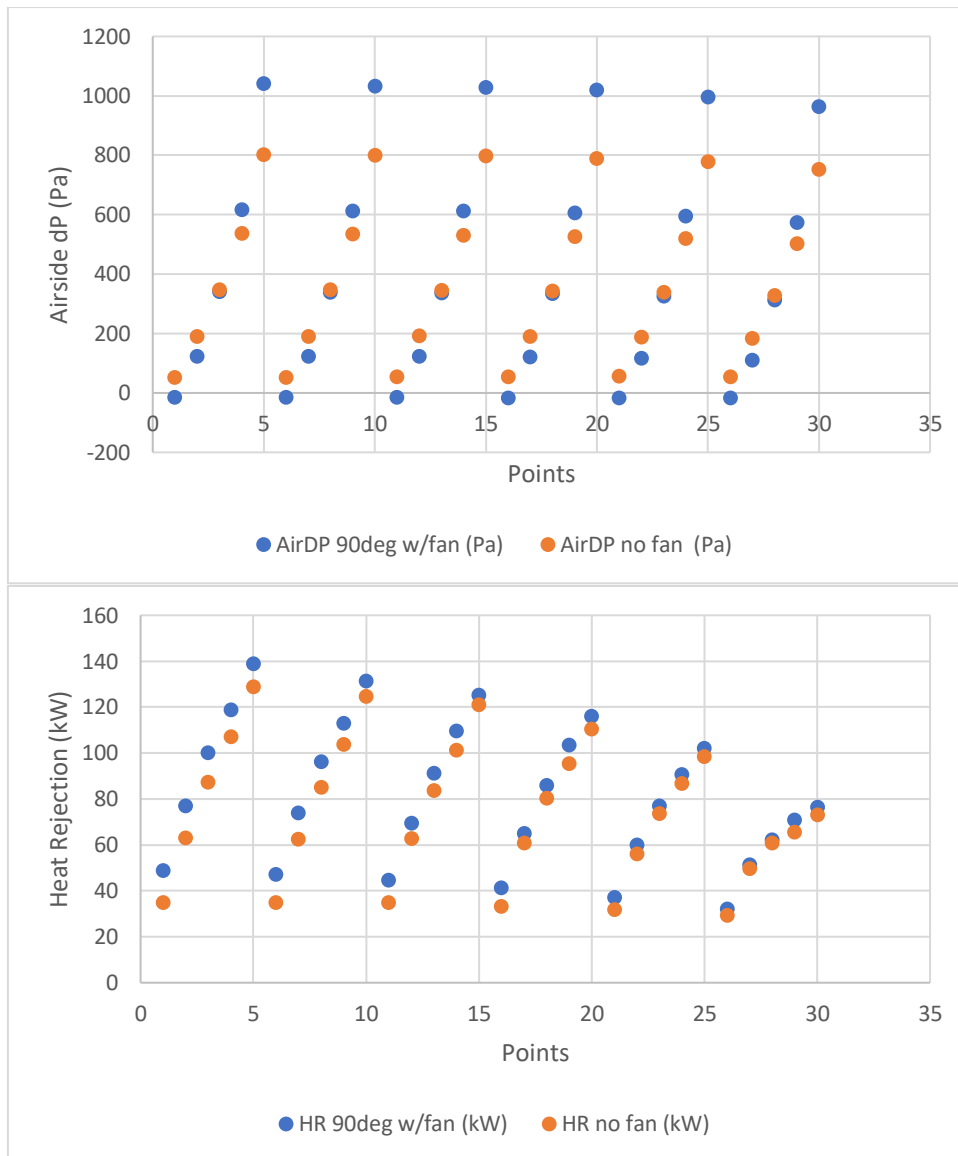 1200
1000
800
600
400
200
0
-200
Airside dP (Pa)
0 5 10 15 20 25 30 35
Points
AirDP 90deg w/fan (Pa) AirDP no fan (Pa)
160
140
120
100
80
60
40
20
0
Heat Rejection (kW)
0 5 10 15 20 25 30 35
Points
HR 90deg w/fan (kW) HR no fan (kW)